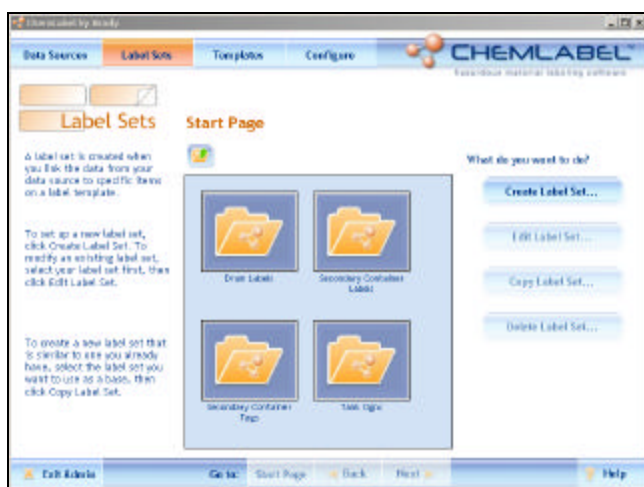 ChemLabel by Brady
Data Sources
Label Sets
Templates
Configure
CHEMLABEL
hazardous material labeling software
Label Sets
Start Page
A label set is created when
you link the data from your
data source to specific items
on a label template.
To set up a new label set,
click Create Label Set. To
modify an existing label set,
select your label set first, then
click Edit Label Set.
To create a new label set that
is similar to one you already
have, select the label set you
want to use as a base, then
click Copy Label Set.
Drum Labels
Secondary Container
Labels
Secondary Container
Tags
Tank Signs
What do you want to do?
Create Label Set...
Edit Label Set...
Copy Label Set...
Delete Label Set...
Exit Admin
Go to:
Start Page
Back
Next
Help